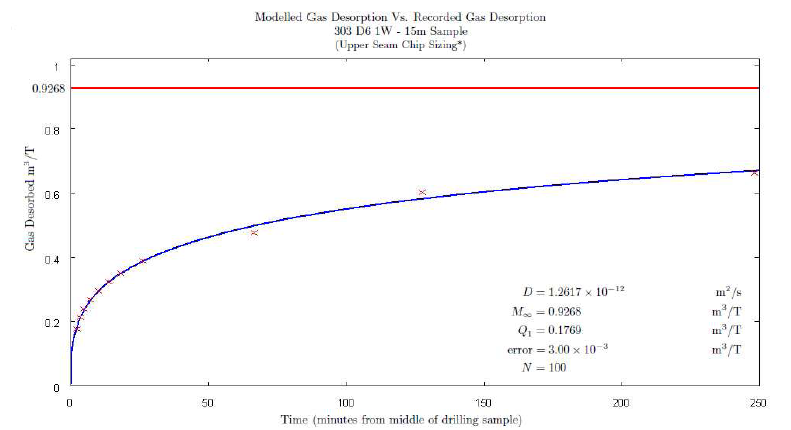 Modelled Gas Desorption Vs. Recorded Gas Desorption
303 D6 1W - 15m Sample
(Upper Seam Chip Sizing*)
1
0.9268
0.8
0.6
0.4
0.2
0
Gas Desorbed m³/T
D = 1.2617 × 10⁻¹² m²/s
M∞ = 0.9268 m³/T
Q₁ = 0.1769 m³/T
error = 3.00 × 10⁻³ m³/T
N = 100
0 50 100 150 200 250
Time (minutes from middle of drilling sample)